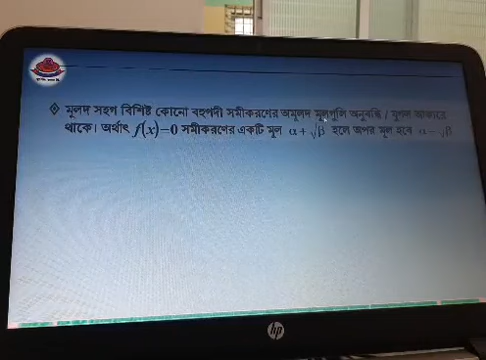 ❖ মূলদ সহগ বিশিষ্ট কোনো বহুপদী সমীকরণের অমূলদ মূলগুলি অনুবন্ধি / যুগল আকারে
থাকে। অর্থাৎ f(x)=0 সমীকরণের একটি মূল α + √β হলে অপর মূল হবে α − √β
hp